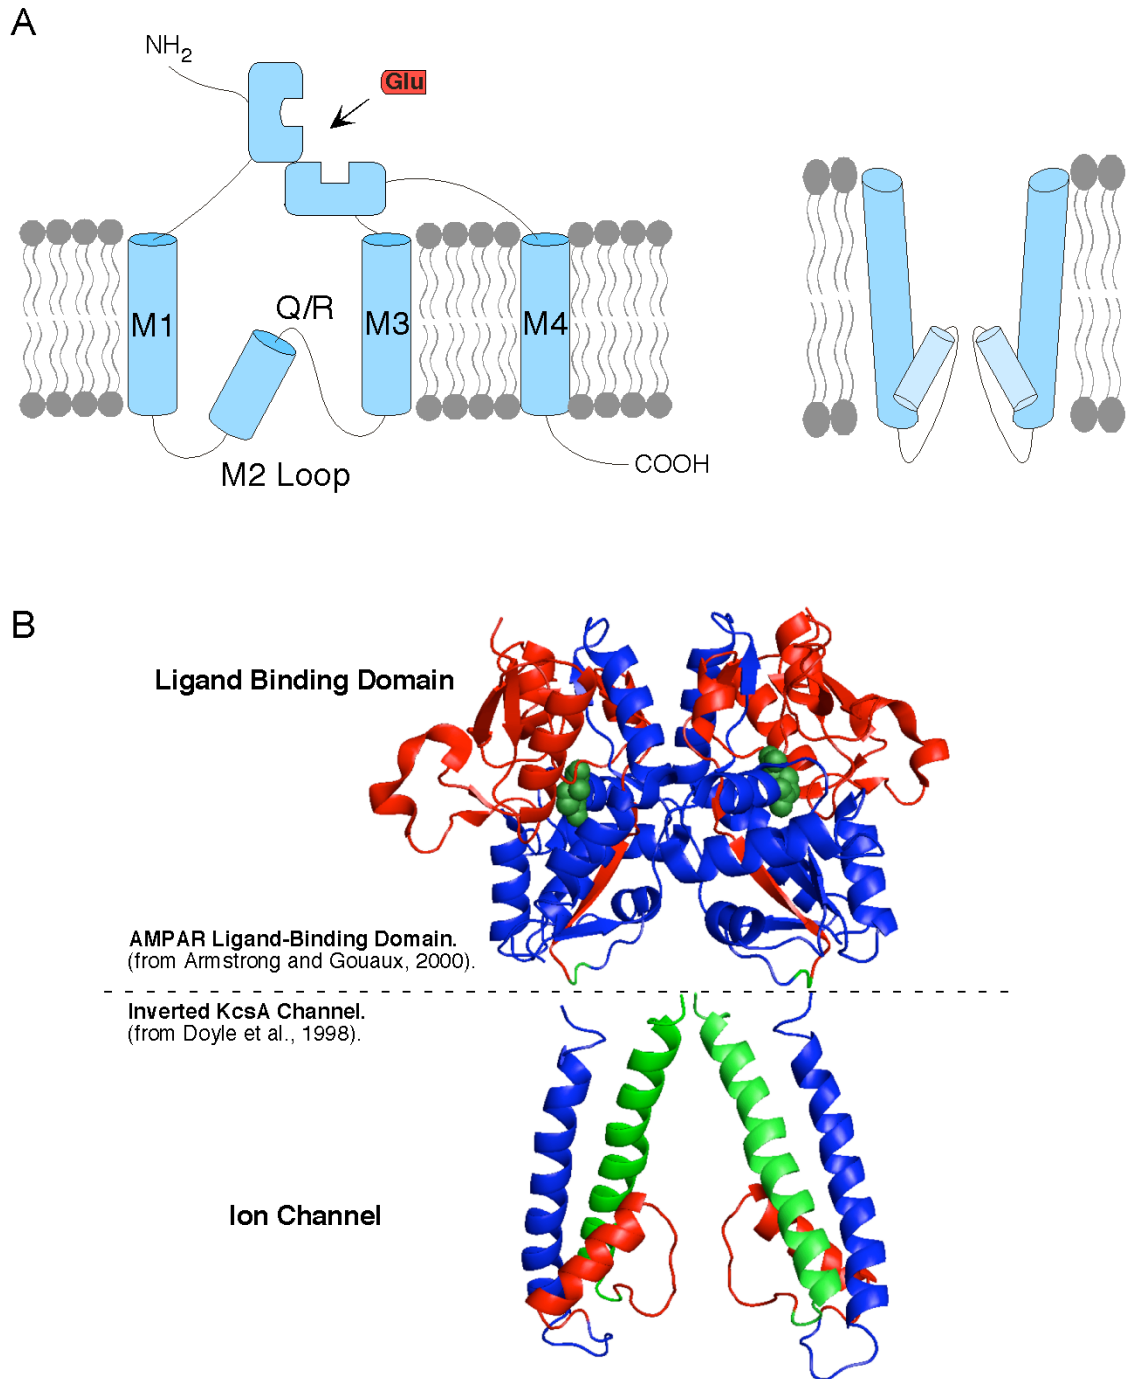 A
NH2
Glu
Q/R
M1
M3
M4
M2 Loop
COOH
B
Ligand Binding Domain
AMPAR Ligand-Binding Domain.
(from Armstrong and Gouaux, 2000).
Inverted KcsA Channel.
(from Doyle et al., 1998).
Ion Channel